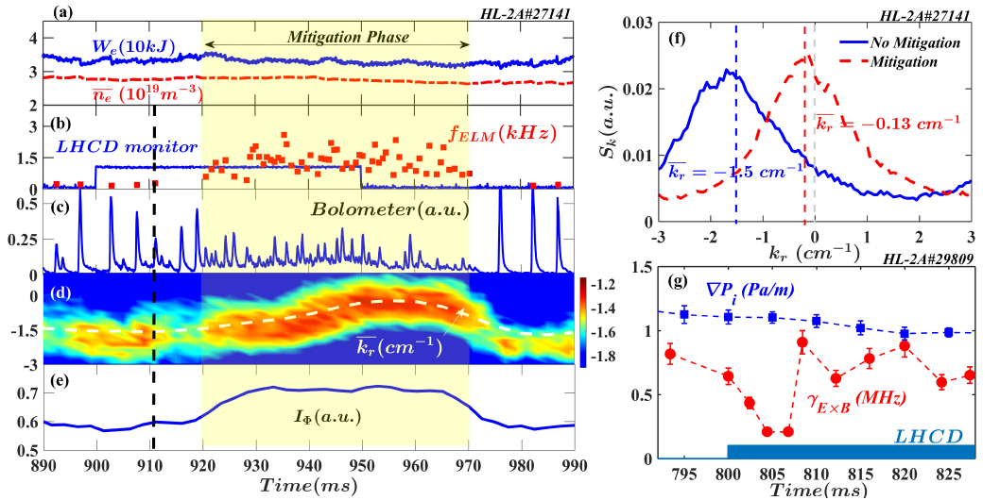 (a)
HL-2A#27141
4
W_e(10kJ)
Mitigation Phase
3
n_e (10^19 m^-3)
2
(b)
3
f_ELM(kHz)
LHCD monitor
1.5
0
(c)
0.5
Bolometer(a.u.)
0.25
0
(d)
0
-1.5
k_r(cm^-1)
-3
-1.2
-1.4
-1.6
-1.8
(e)
0.7
I_Φ(a.u.)
0.6
0.5
890 900 910 920 930 940 950 960 970 980 990
Time(ms)
HL-2A#27141
(f)
0.03
No Mitigation
Mitigation
0.02
S_k(a.u.)
k_r = -0.13 cm^-1
0.01
k_r = -1.5 cm^-1
0
-3 -2 -1 0 1 2 3
k_r (cm^-1)
HL-2A#29809
(g)
1.5
∇P_i (Pa/m)
1
γ_E×B (MHz)
0.5
LHCD
0
795 800 805 810 815 820 825
Time(ms)